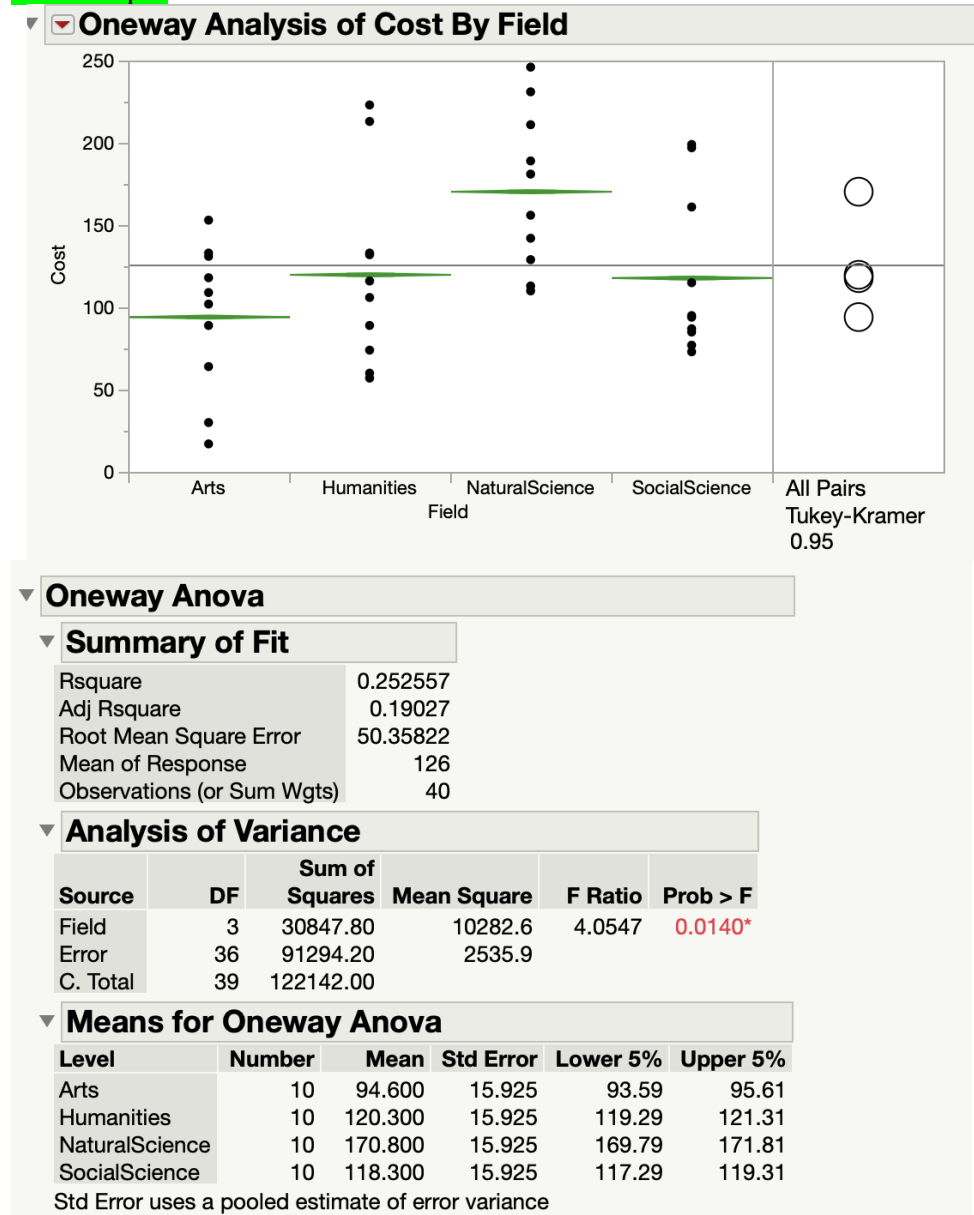 Oneway Analysis of Cost By Field
250
200
150
100
50
0
Cost
Arts Humanities NaturalScience SocialScience
Field
All Pairs
Tukey-Kramer
0.95
Oneway Anova
Summary of Fit
Rsquare 0.252557
Adj Rsquare 0.19027
Root Mean Square Error 50.35822
Mean of Response 126
Observations (or Sum Wgts) 40
Analysis of Variance
Sum of
Source DF Squares Mean Square F Ratio Prob > F
Field 3 30847.80 10282.6 4.0547 0.0140*
Error 36 91294.20 2535.9
C. Total 39 122142.00
Means for Oneway Anova
Level Number Mean Std Error Lower 5% Upper 5%
Arts 10 94.600 15.925 93.59 95.61
Humanities 10 120.300 15.925 119.29 121.31
NaturalScience 10 170.800 15.925 169.79 171.81
SocialScience 10 118.300 15.925 117.29 119.31
Std Error uses a pooled estimate of error variance